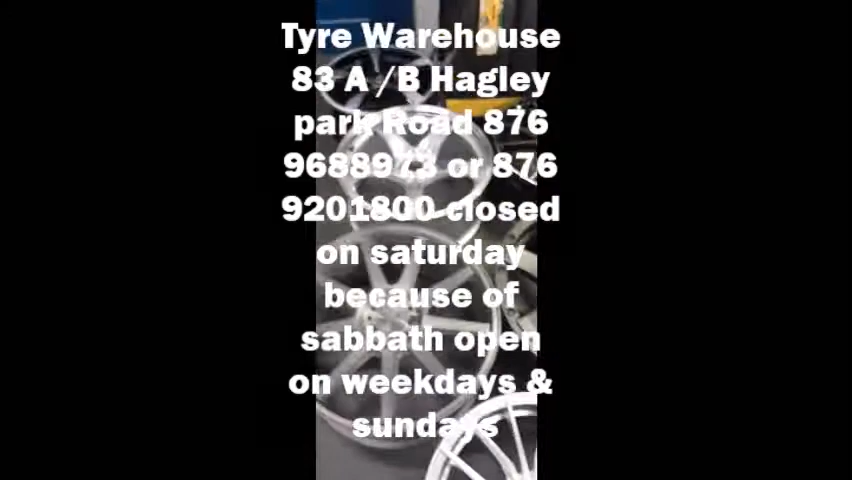 Tyre Warehouse
83 A /B Hagley
park Road 876
9688973 or 876
9201800 closed
on saturday
because of
sabbath open
on weekdays &
sundays